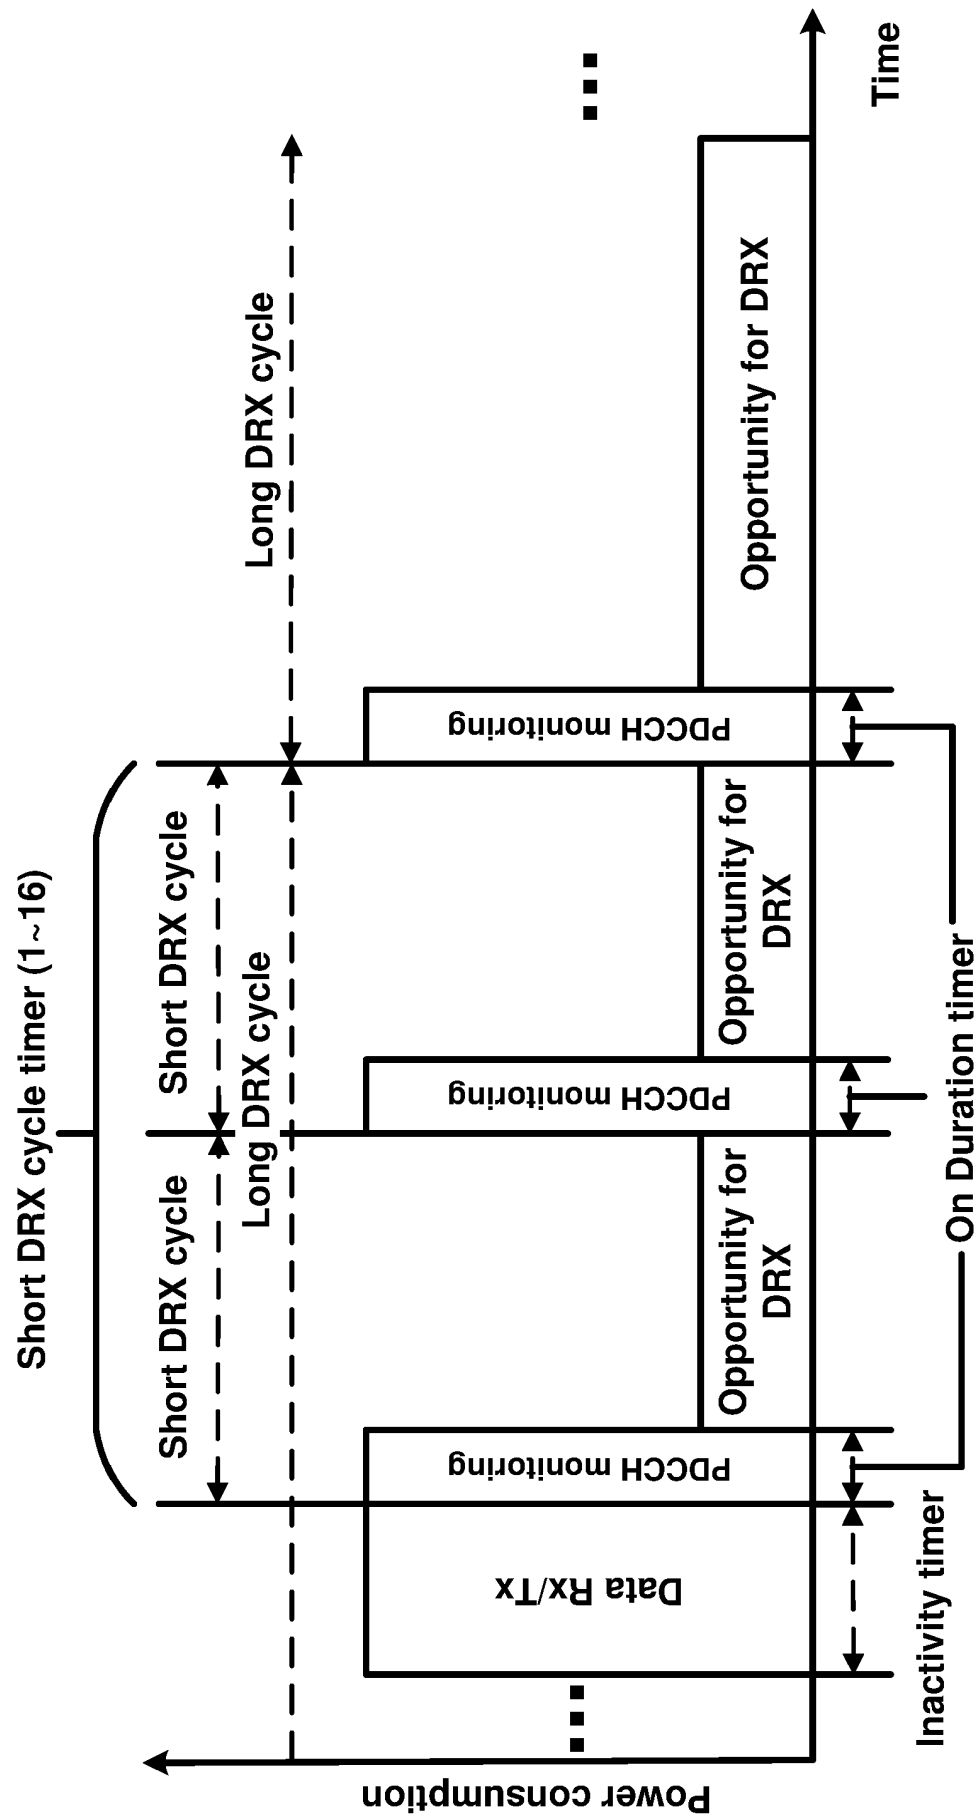 Short DRX cycle timer (1~16)
Short DRX cycle
Short DRX cycle
Long DRX cycle
Long DRX cycle
Power consumption
Data Rx/Tx
PDCCH monitoring
PDCCH monitoring
PDCCH monitoring
Opportunity for
DRX
Opportunity for
DRX
Opportunity for DRX
Time
Inactivity timer
On Duration timer